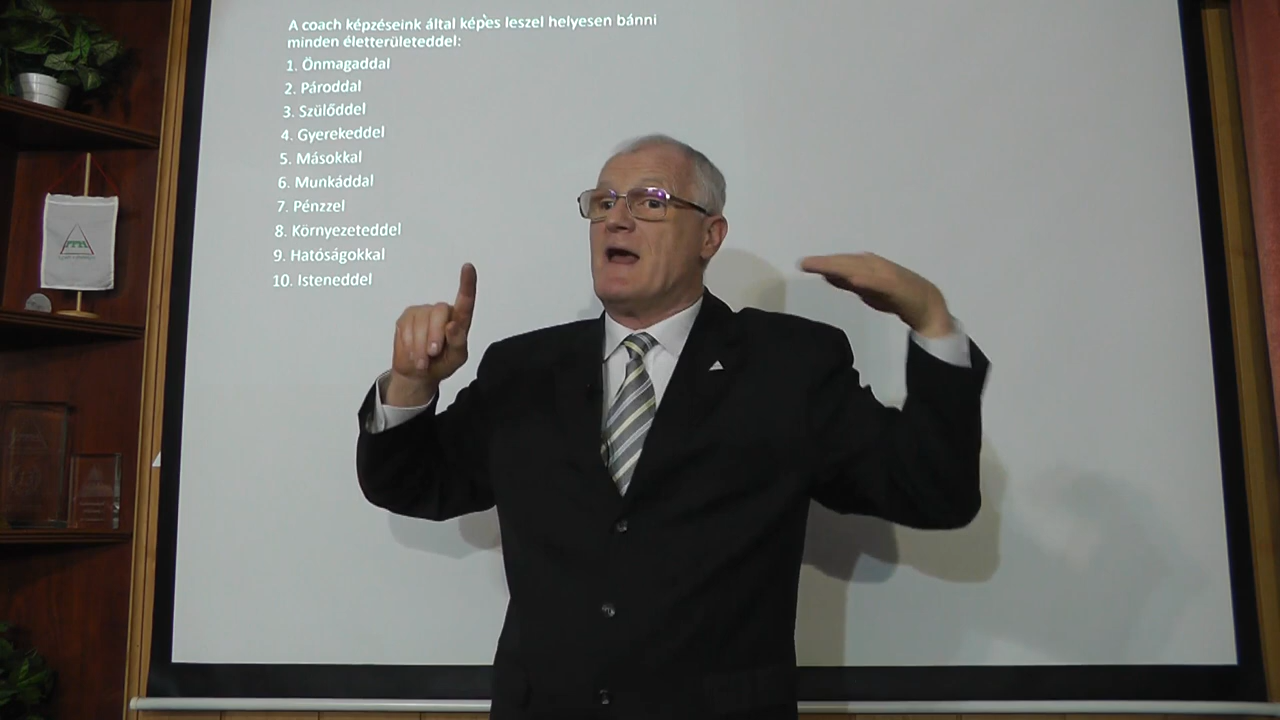 A coach képzéseink által képes leszel helyesen bánni
minden életterületeddel:
1. Önmagaddal
2. Pároddal
3. Szülőddel
4. Gyerekeddel
5. Másokkal
6. Munkáddal
7. Pénzzel
8. Környezeteddel
9. Hatóságokkal
10. Isteneddel